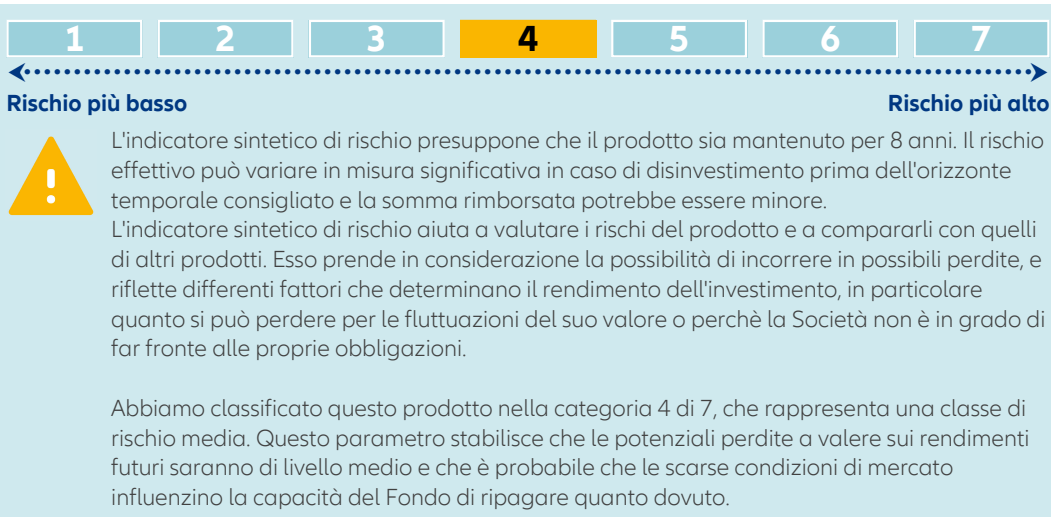 1 2 3 4 5 6 7
Rischio più basso Rischio più alto
L'indicatore sintetico di rischio presuppone che il prodotto sia mantenuto per 8 anni. Il rischio
effettivo può variare in misura significativa in caso di disinvestimento prima dell'orizzonte
temporale consigliato e la somma rimborsata potrebbe essere minore.
L'indicatore sintetico di rischio aiuta a valutare i rischi del prodotto e a compararli con quelli
di altri prodotti. Esso prende in considerazione la possibilità di incorrere in possibili perdite, e
riflette differenti fattori che determinano il rendimento dell'investimento, in particolare
quanto si può perdere per le fluttuazioni del suo valore o perchè la Società non è in grado di
far fronte alle proprie obbligazioni.
Abbiamo classificato questo prodotto nella categoria 4 di 7, che rappresenta una classe di
rischio media. Questo parametro stabilisce che le potenziali perdite a valere sui rendimenti
futuri saranno di livello medio e che è probabile che le scarse condizioni di mercato
influenzino la capacità del Fondo di ripagare quanto dovuto.